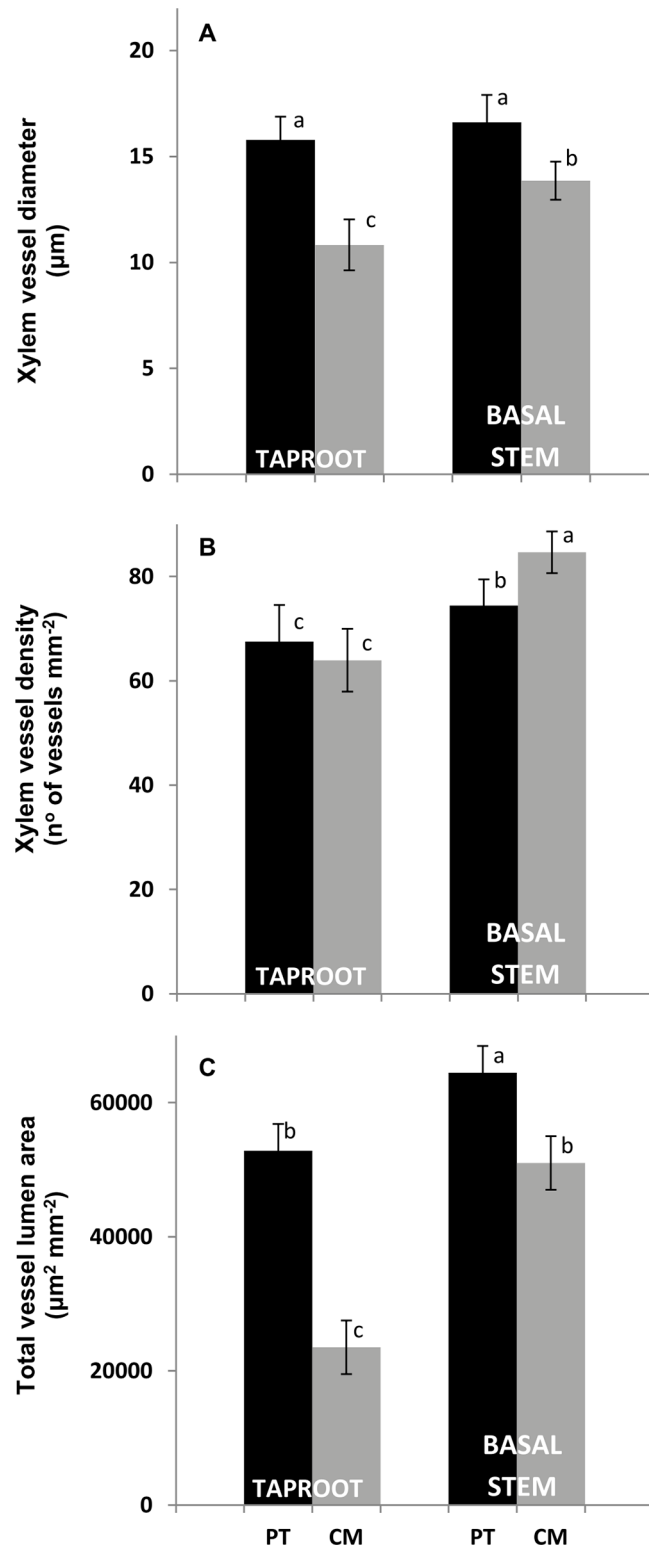 A
Xylem vessel diameter
(µm)
20
15
10
5
0
a
c
a
b
TAPROOT
BASAL
STEM
B
Xylem vessel density
(nº of vessels mm-2)
80
60
40
20
0
c
c
b
a
TAPROOT
BASAL
STEM
C
Total vessel lumen area
(µm2 mm-2)
60000
40000
20000
0
b
c
a
b
TAPROOT
BASAL
STEM
PT CM PT CM